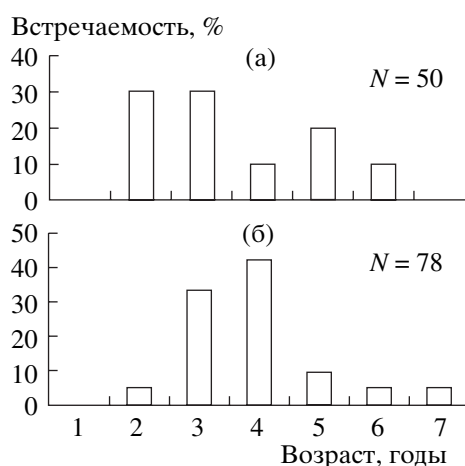 Встречаемость, %
(а)
N = 50
40
30
20
10
0
(б)
N = 78
50
40
30
20
10
0
1 2 3 4 5 6 7
Возраст, годы